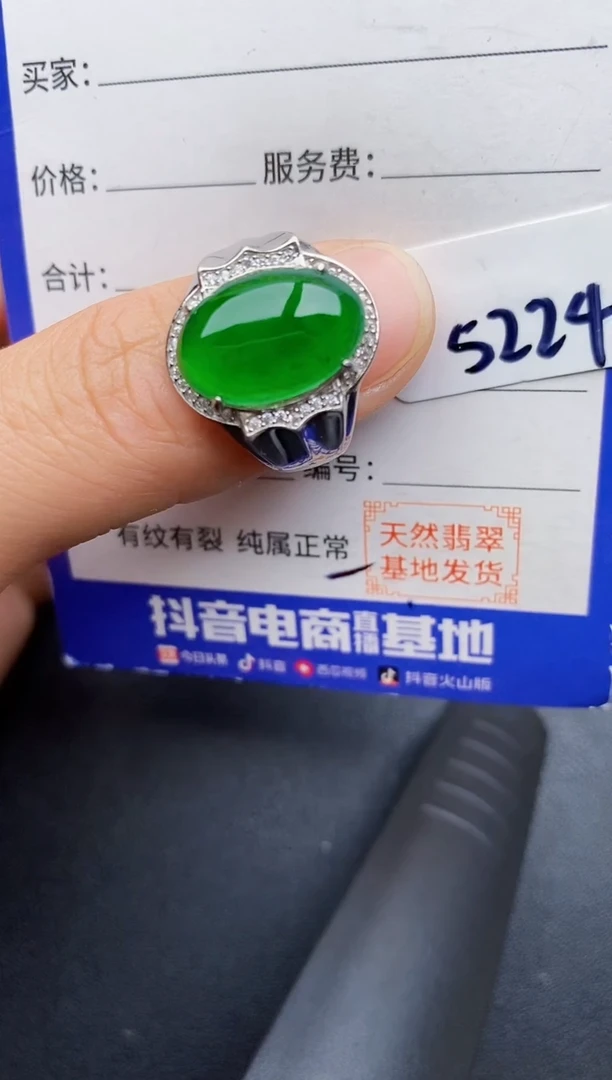 买家：
价格： 服务费：
合计：
5224
编号：
有纹有裂 纯属正常
天然翡翠
基地发货
抖音电商直播基地
今日头条 抖音 西瓜视频 抖音火山版